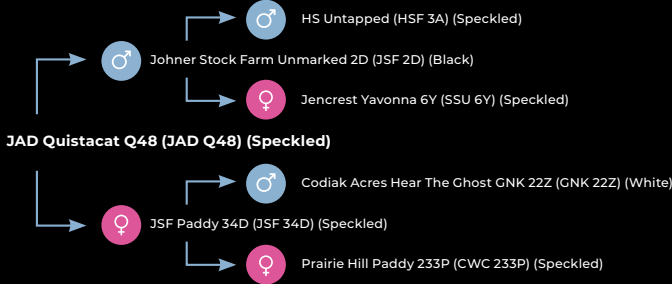 HS Untapped (HSF 3A) (Speckled)
Johner Stock Farm Unmarked 2D (JSF 2D) (Black)
Jencrest Yavonna 6Y (SSU 6Y) (Speckled)
JAD Quistacat Q48 (JAD Q48) (Speckled)
Codiak Acres Hear The Ghost GNK 22Z (GNK 22Z) (White)
JSF Paddy 34D (JSF 34D) (Speckled)
Prairie Hill Paddy 233P (CWC 233P) (Speckled)